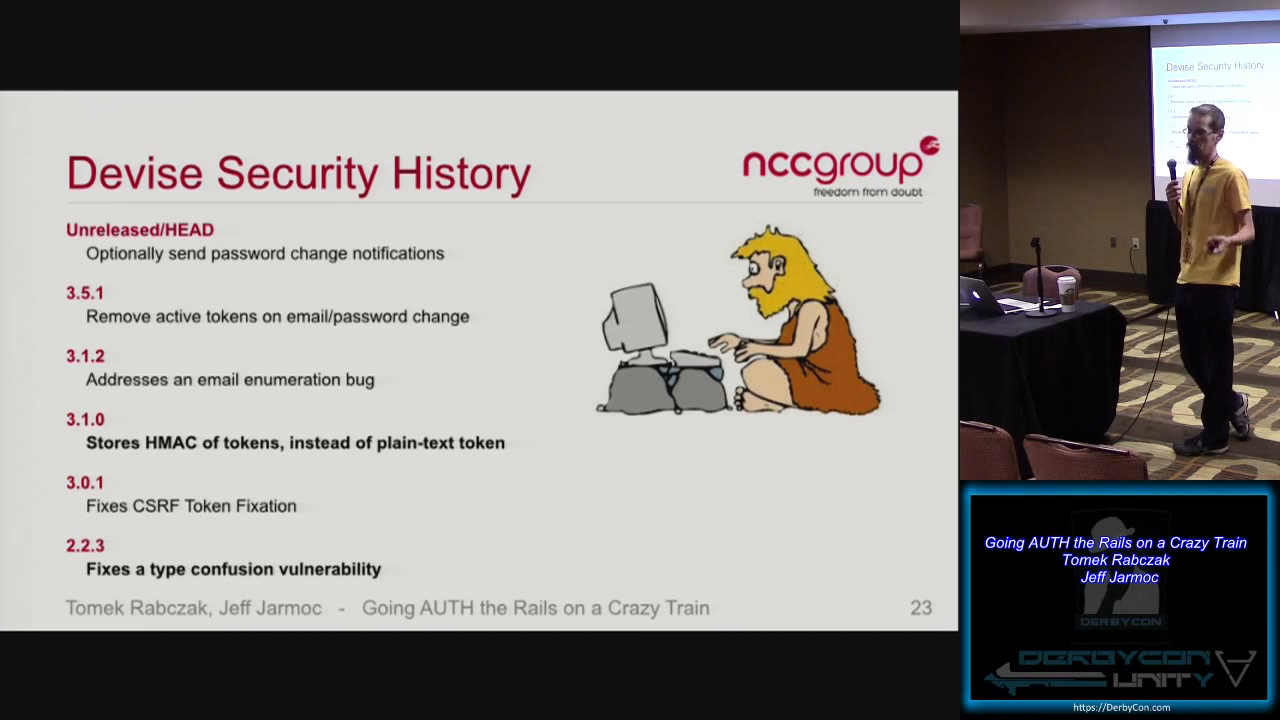 Devise Security History
nccgroup
freedom from doubt
Unreleased/HEAD
Optionally send password change notifications
3.5.1
Remove active tokens on email/password change
3.1.2
Addresses an email enumeration bug
3.1.0
Stores HMAC of tokens, instead of plain-text token
3.0.1
Fixes CSRF Token Fixation
2.2.3
Fixes a type confusion vulnerability
Tomek Rabczak, Jeff Jarmoc - Going AUTH the Rails on a Crazy Train
23
Devise Security History
Going AUTH the Rails on a Crazy Train
Tomek Rabczak
Jeff Jarmoc
DERBYCON
DERBYCON
UNITY
https://DerbyCon.com